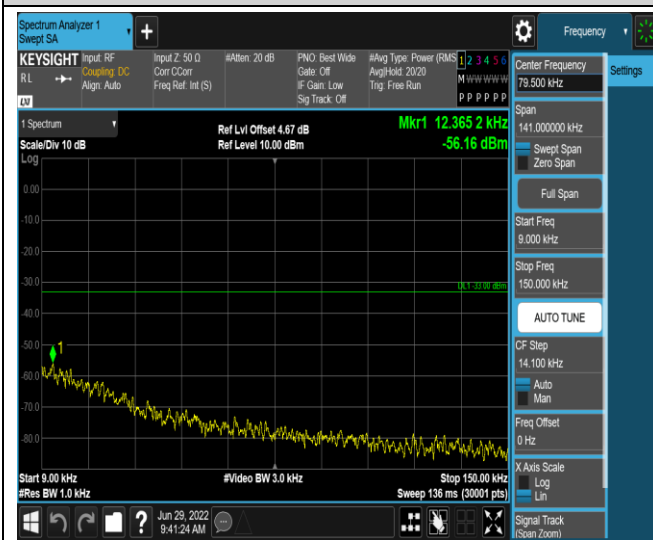 Spectrum Analyzer 1
Swept SA
Frequency
KEYSIGHT
RL
LXI
Input: RF
Coupling: DC
Align: Auto
Input Z: 50 Ω
Corr CCorr
Freq Ref: Int (S)
#Atten: 20 dB
PNO: Best Wide
Gate: Off
IF Gain: Low
Sig Track: Off
#Avg Type: Power (RMS
Avg|Hold: 20/20
Trig: Free Run
1 2 3 4 5 6
M W W W W W
P P P P P P
1 Spectrum
Scale/Div 10 dB
Log
Ref Lvl Offset 4.67 dB
Ref Level 10.00 dBm
Mkr1 12.365 2 kHz
-56.16 dBm
0.00
-10.0
-20.0
-30.0
-40.0
-50.0
-60.0
-70.0
-80.0
DL1 -33.00 dBm
1
Start 9.00 kHz
#Res BW 1.0 kHz
#Video BW 3.0 kHz
Stop 150.00 kHz
Sweep 136 ms (30001 pts)
Jun 29, 2022
9:41:24 AM
?
Center Frequency
79.500 kHz
Settings
Span
141.000000 kHz
Swept Span
Zero Span
Full Span
Start Freq
9.000 kHz
Stop Freq
150.000 kHz
AUTO TUNE
CF Step
14.100 kHz
Auto
Man
Freq Offset
0 Hz
X Axis Scale
Log
Lin
Signal Track
(Span Zoom)